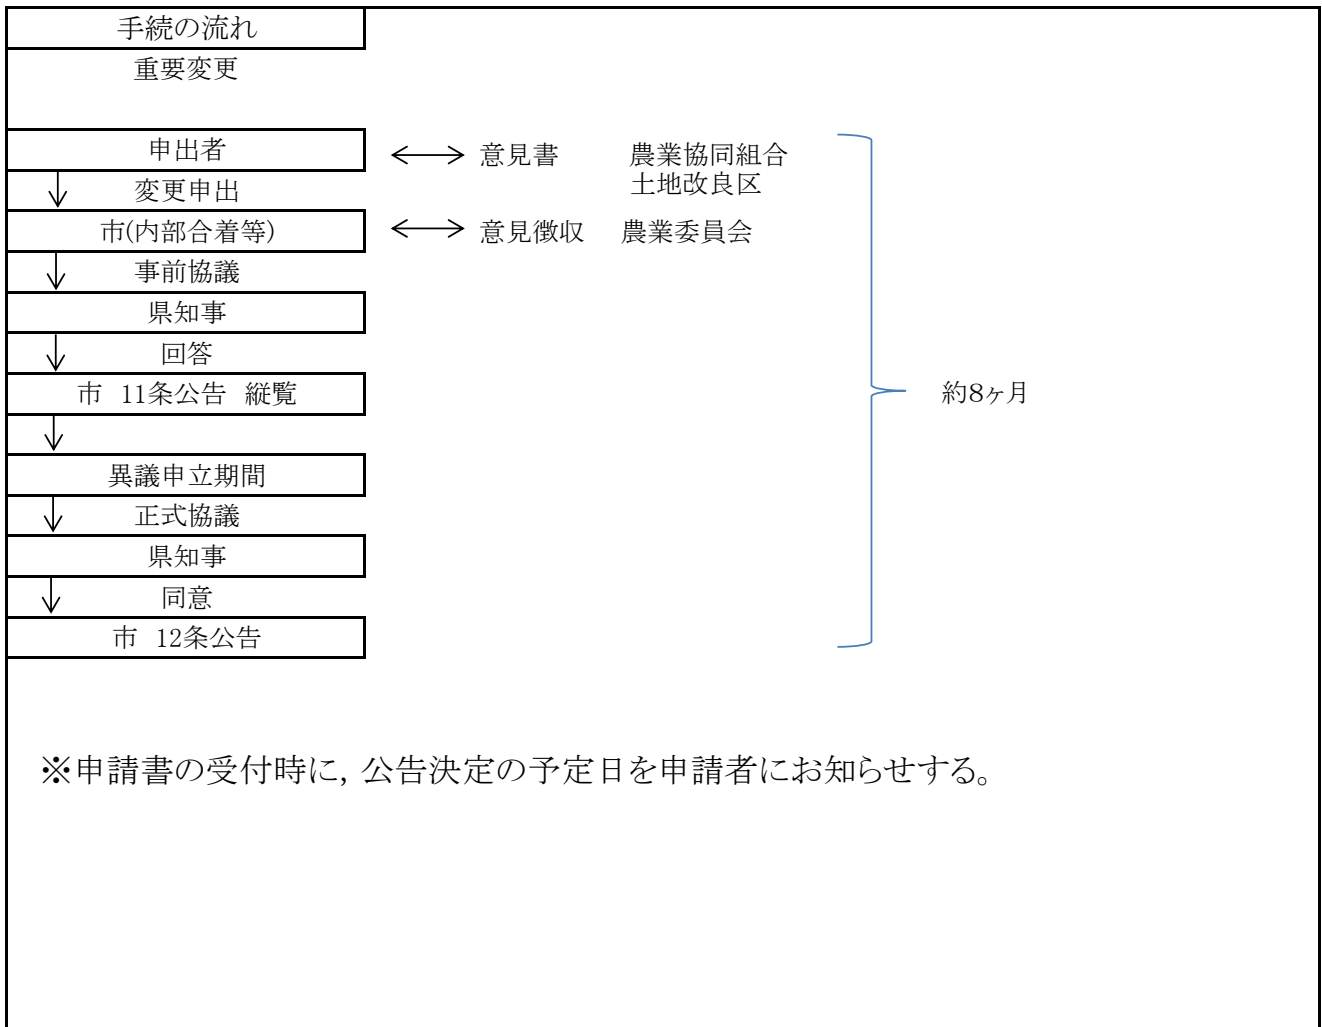 手続の流れ
重要変更
申出者
意見書 農業協同組合
土地改良区
変更申出
市(内部合着等)
意見徴収 農業委員会
事前協議
県知事
回答
市 11条公告 縦覧
約8ヶ月
異議申立期間
正式協議
県知事
同意
市 12条公告
※申請書の受付時に,公告決定の予定日を申請者にお知らせする。